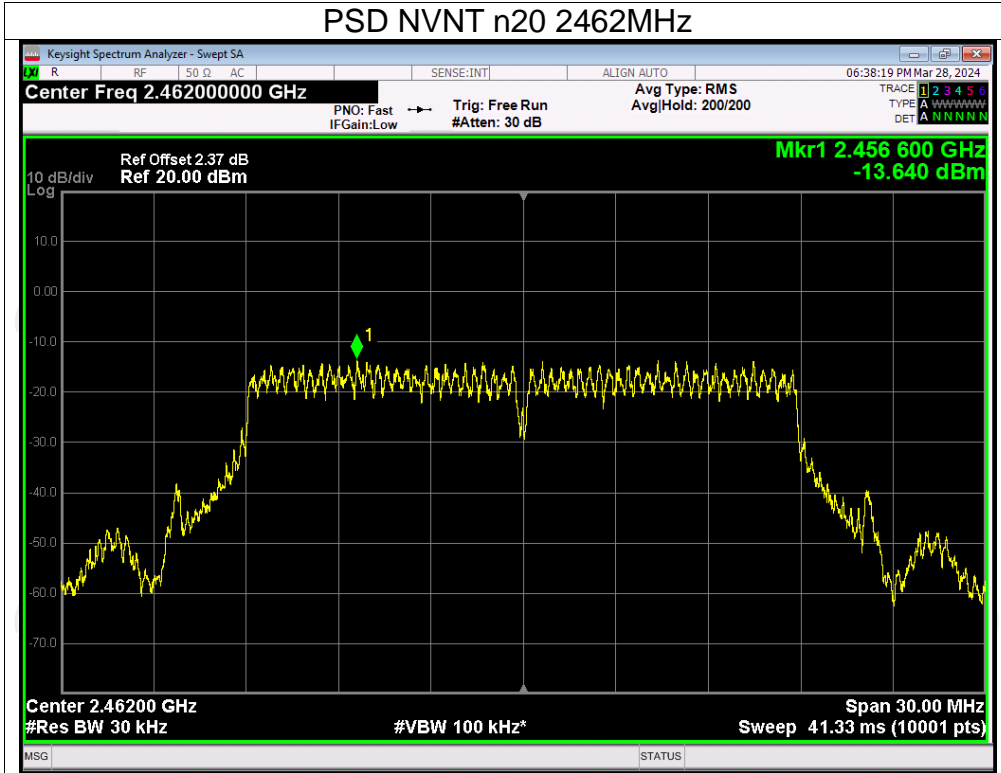 PSD NVNT n20 2462MHz
Keysight Spectrum Analyzer - Swept SA
LXI R RF 50 Ω AC SENSE:INT ALIGN AUTO 06:38:19 PM Mar 28, 2024
Center Freq 2.462000000 GHz
PNO: Fast
IFGain:Low
Trig: Free Run
#Atten: 30 dB
Avg Type: RMS
Avg|Hold: 200/200
TRACE 1 2 3 4 5 6
TYPE A WWWWW
DET A N N N N N
Mkr1 2.456 600 GHz
-13.640 dBm
Ref Offset 2.37 dB
10 dB/div Ref 20.00 dBm
Log
10.0
0.00
-10.0
1
-20.0
-30.0
-40.0
-50.0
-60.0
-70.0
Center 2.46200 GHz Span 30.00 MHz
#Res BW 30 kHz #VBW 100 kHz* Sweep 41.33 ms (10001 pts)
MSG STATUS